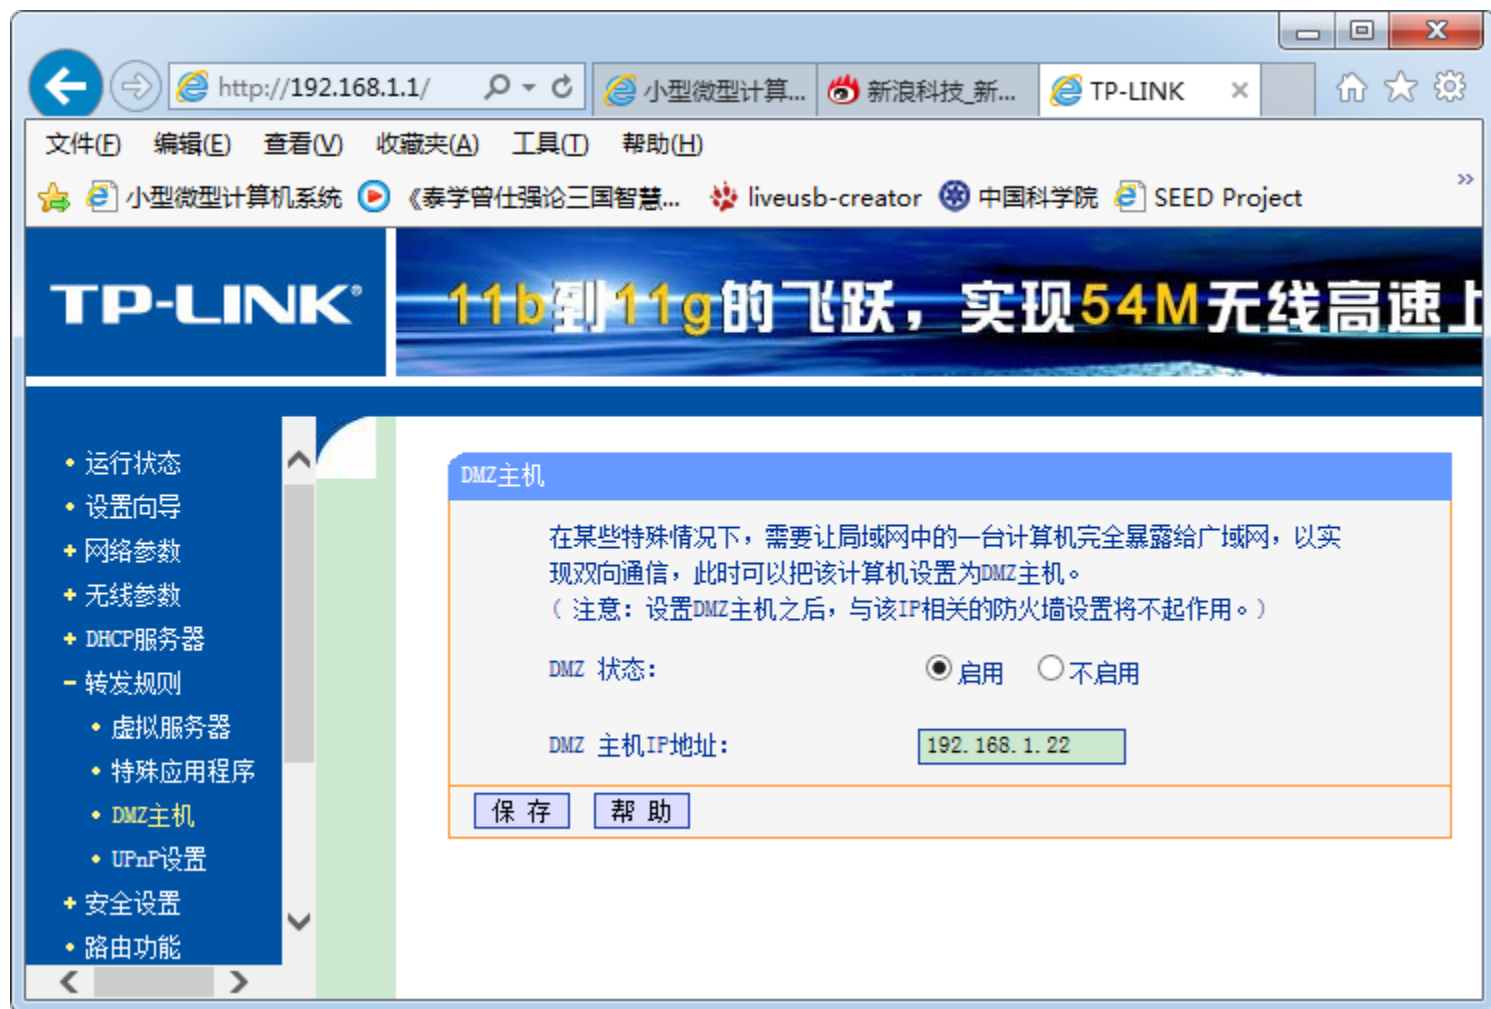 http://192.168.1.1/
小型微型计算...
新浪科技_新...
TP-LINK
文件(F) 编辑(E) 查看(V) 收藏夹(A) 工具(T) 帮助(H)
小型微型计算机系统 《泰学曾仕强论三国智慧... liveusb-creator 中国科学院 SEED Project
TP-LINK®
11b到11g的飞跃，实现54M无线高速上
运行状态
设置向导
网络参数
无线参数
DHCP服务器
转发规则
虚拟服务器
特殊应用程序
DMZ主机
UPnP设置
安全设置
路由功能
DMZ主机
在某些特殊情况下，需要让局域网中的一台计算机完全暴露给广域网，以实
现双向通信，此时可以把该计算机设置为DMZ主机。
（ 注意：设置DMZ主机之后，与该IP相关的防火墙设置将不起作用。）
DMZ 状态： 启用 不启用
DMZ 主机IP地址： 192.168.1.22
保 存 帮 助